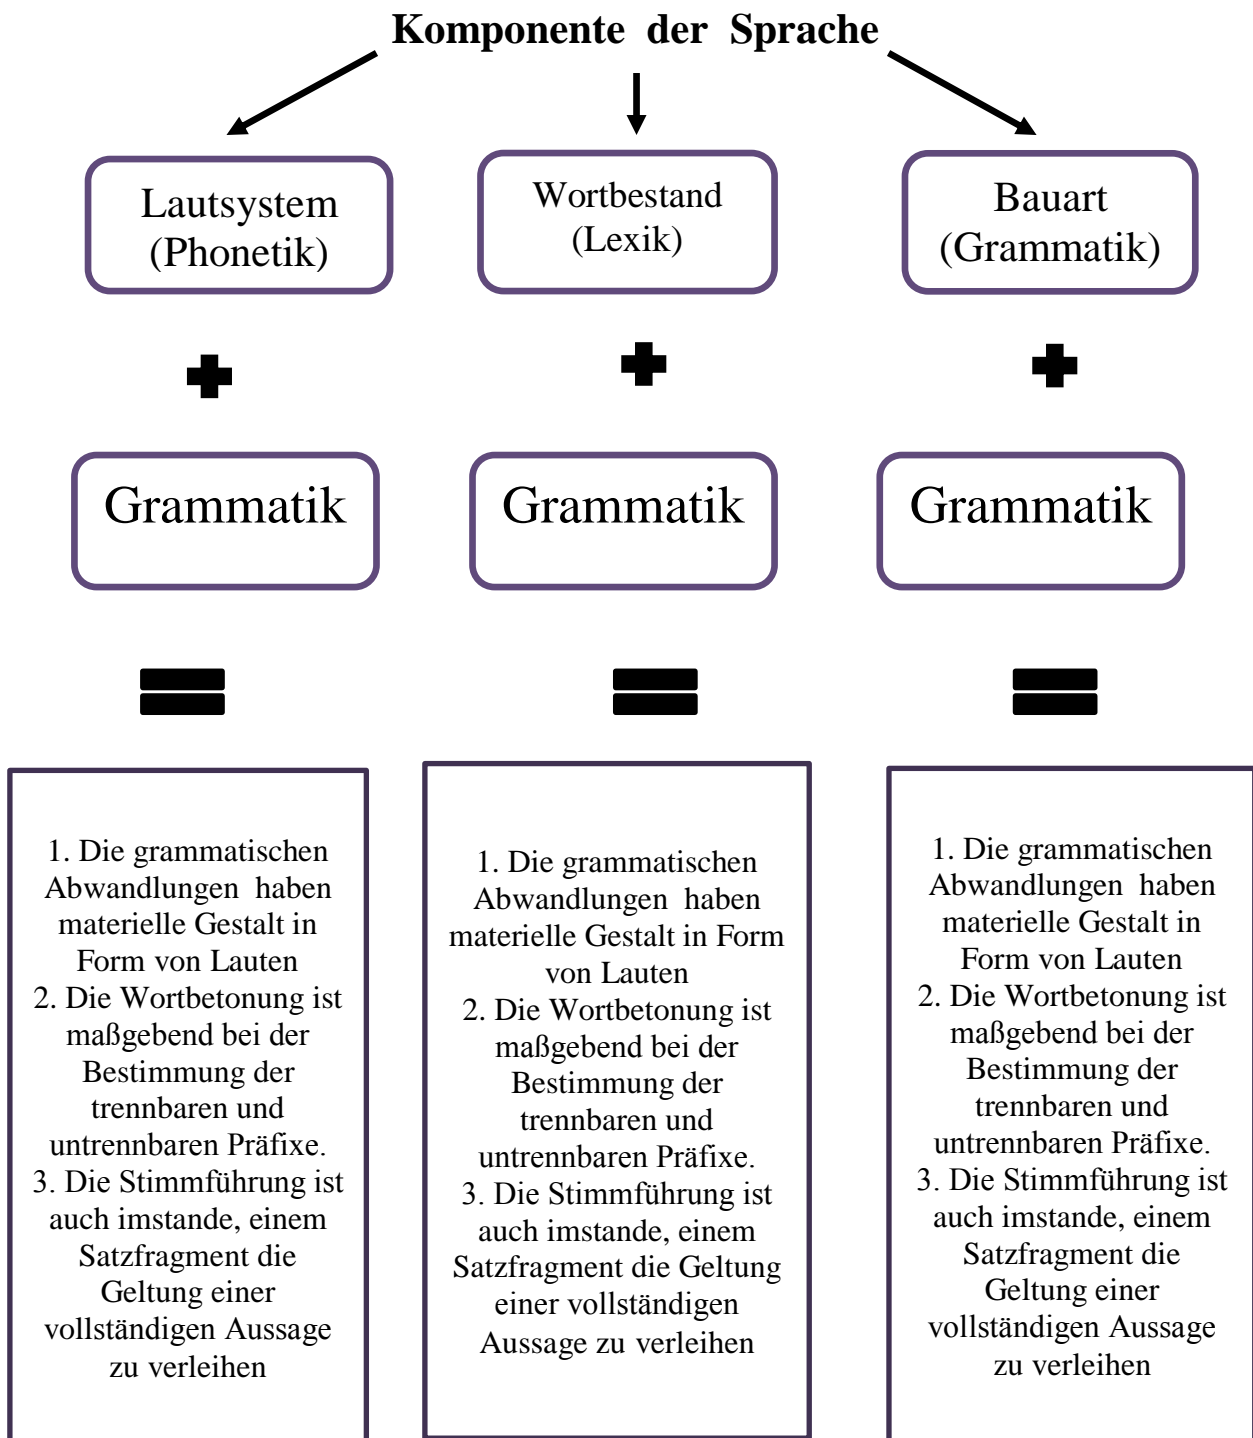 Komponente der Sprache
Lautsystem
(Phonetik)
Wortbestand
(Lexik)
Bauart
(Grammatik)
Grammatik
Grammatik
Grammatik
1. Die grammatischen
Abwandlungen haben
materielle Gestalt in
Form von Lauten
2. Die Wortbetonung ist
maßgebend bei der
Bestimmung der
trennbaren und
untrennbaren Präfixe.
3. Die Stimmführung ist
auch imstande, einem
Satzfragment die
Geltung einer
vollständigen Aussage
zu verleihen
1. Die grammatischen
Abwandlungen haben
materielle Gestalt in Form
von Lauten
2. Die Wortbetonung ist
maßgebend bei der
Bestimmung der
trennbaren und
untrennbaren Präfixe.
3. Die Stimmführung ist
auch imstande, einem
Satzfragment die Geltung
einer vollständigen
Aussage zu verleihen
1. Die grammatischen
Abwandlungen haben
materielle Gestalt in
Form von Lauten
2. Die Wortbetonung ist
maßgebend bei der
Bestimmung der
trennbaren und
untrennbaren Präfixe.
3. Die Stimmführung ist
auch imstande, einem
Satzfragment die
Geltung einer
vollständigen Aussage
zu verleihen